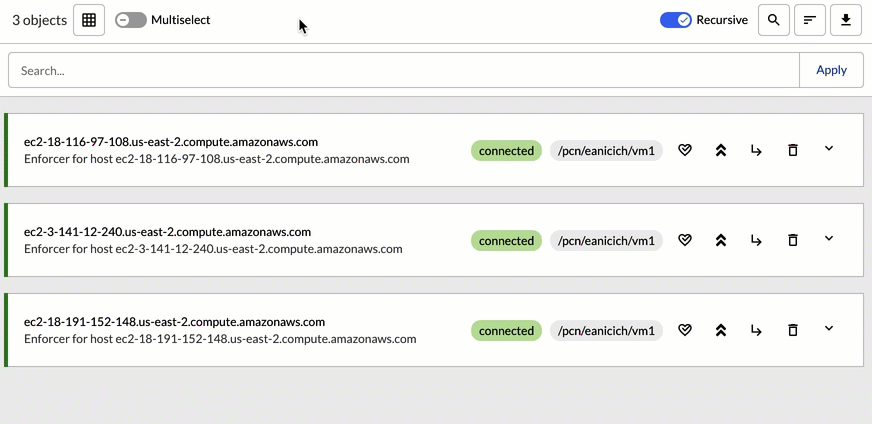 3 objects Multiselect Recursive
Search... Apply
ec2-18-116-97-108.us-east-2.compute.amazonaws.com
Enforcer for host ec2-18-116-97-108.us-east-2.compute.amazonaws.com
connected /pcn/eanicich/vm1
ec2-3-141-12-240.us-east-2.compute.amazonaws.com
Enforcer for host ec2-3-141-12-240.us-east-2.compute.amazonaws.com
connected /pcn/eanicich/vm1
ec2-18-191-152-148.us-east-2.compute.amazonaws.com
Enforcer for host ec2-18-191-152-148.us-east-2.compute.amazonaws.com
connected /pcn/eanicich/vm1